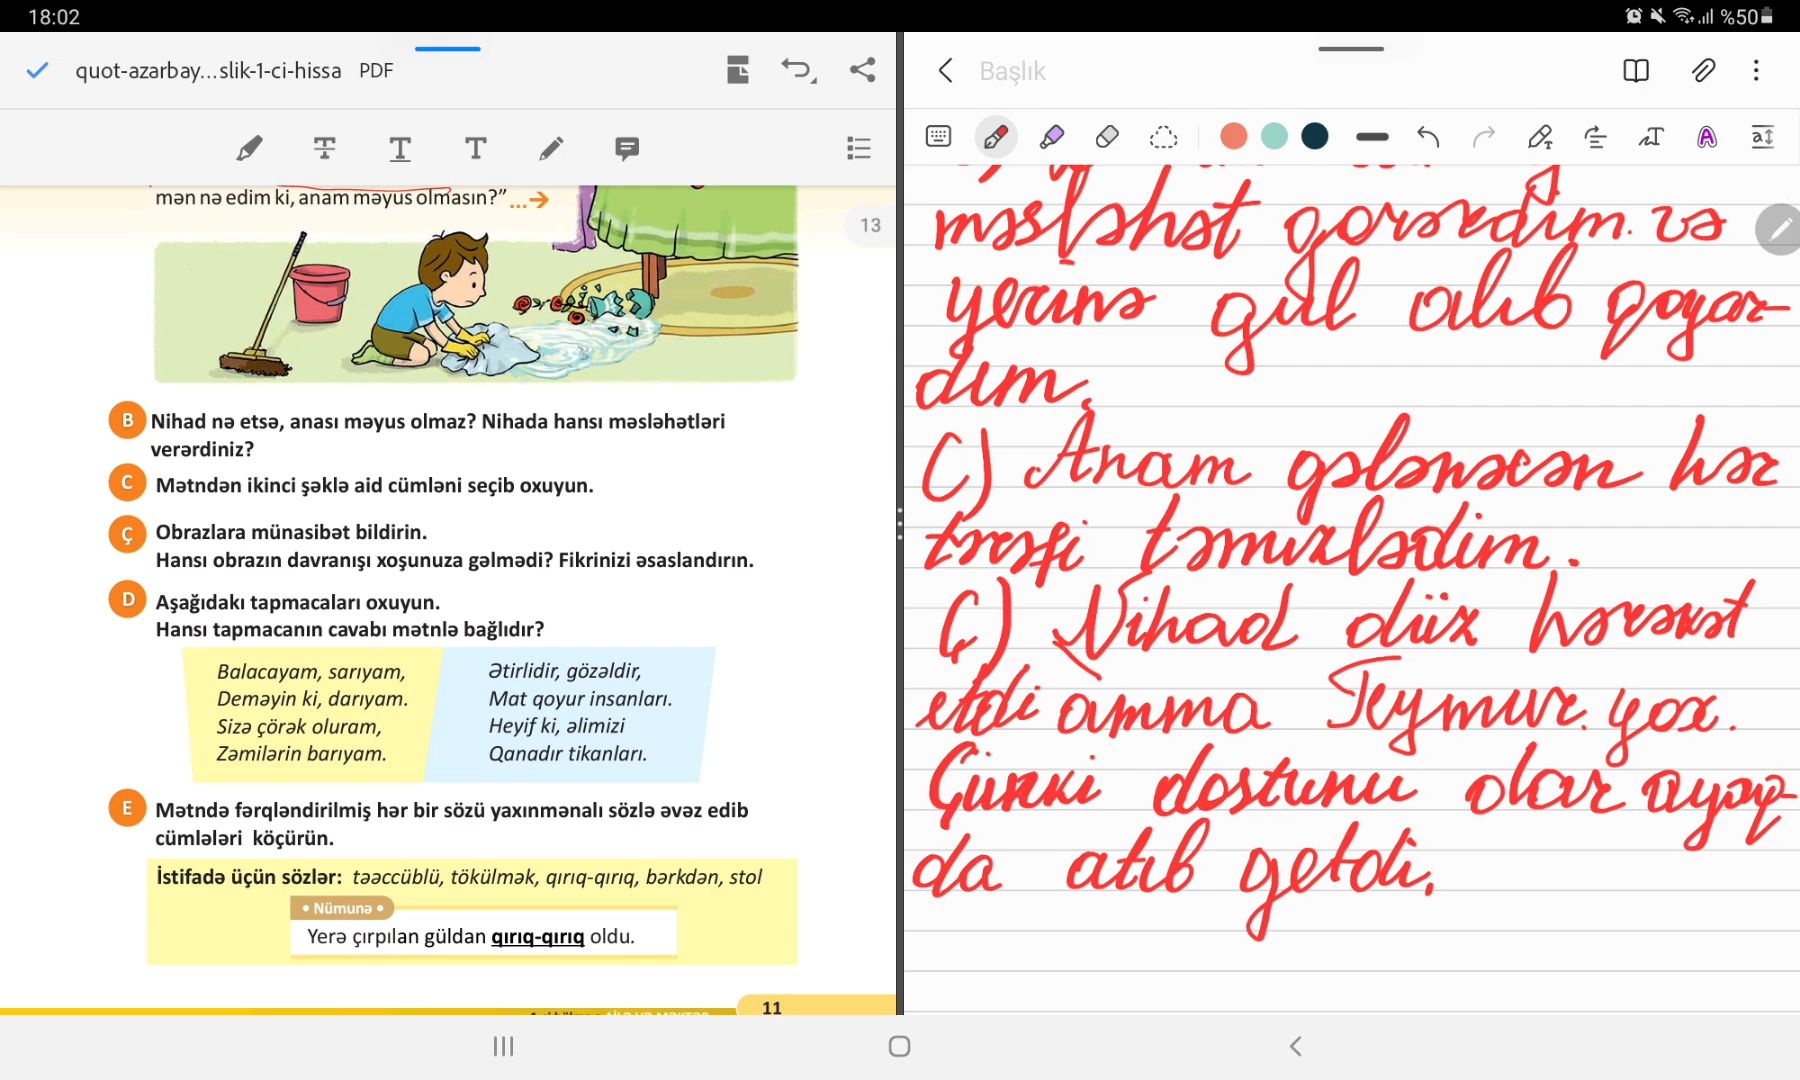 18:02
%50
quot-azarbay...slik-1-ci-hissa PDF
mən nə edim ki, anam məyus olmasın?” ...
13
B Nihad nə etsə, anası məyus olmaz? Nihada hansı məsləhətləri
verərdiniz?
C Mətndən ikinci şəklə aid cümləni seçib oxuyun.
Ç Obrazlara münasibət bildirin.
Hansı obrazın davranışı xoşunuza gəlmədi? Fikrinizi əsaslandırın.
D Aşağıdakı tapmacaları oxuyun.
Hansı tapmacanın cavabı mətnlə bağlıdır?
Balacayam, sarıyam,
Deməyin ki, darıyam.
Sizə çörək oluram,
Zəmilərin barıyam.
Ətirlidir, gözəldir,
Mat qoyur insanları.
Heyif ki, əlimizi
Qanadır tikanları.
E Mətndə fərqləndirilmiş hər bir sözü yaxınmənalı sözlə əvəz edib
cümlələri köçürün.
İstifadə üçün sözlər: təəccüblü, tökülmək, qırıq-qırıq, bərkdən, stol
• Nümunə •
Yerə çırpılan güldan qırıq-qırıq oldu.
11
Başlık
məsləhət görərdim. və
yerinə gül alıb qoyar-
dım.
C) Anam gələnəcən hər
tərəfi təmizlədim.
Ç) Nihad düz hərəkət
etdi amma Teymur. yox.
Çünki dostunu olar ayaq-
da atıb getdi.